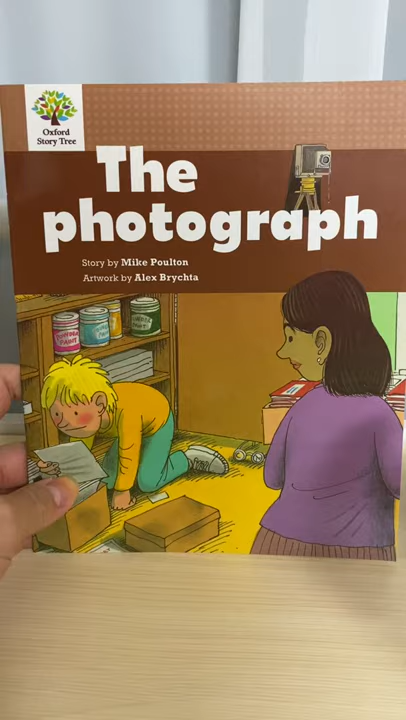 Oxford
Story Tree
The
photograph
Story by Mike Poulton
Artwork by Alex Brychta